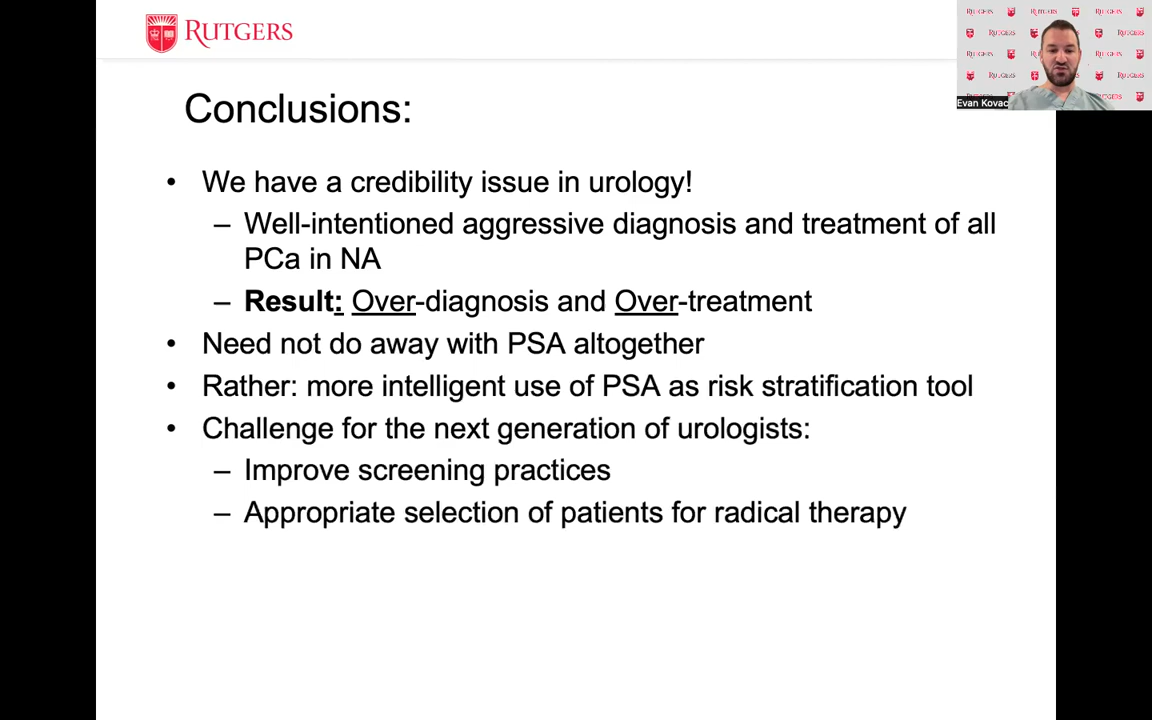 RUTGERS
Evan Kovac
Conclusions:
• We have a credibility issue in urology!
– Well-intentioned aggressive diagnosis and treatment of all
PCa in NA
– Result: Over-diagnosis and Over-treatment
• Need not do away with PSA altogether
• Rather: more intelligent use of PSA as risk stratification tool
• Challenge for the next generation of urologists:
– Improve screening practices
– Appropriate selection of patients for radical therapy